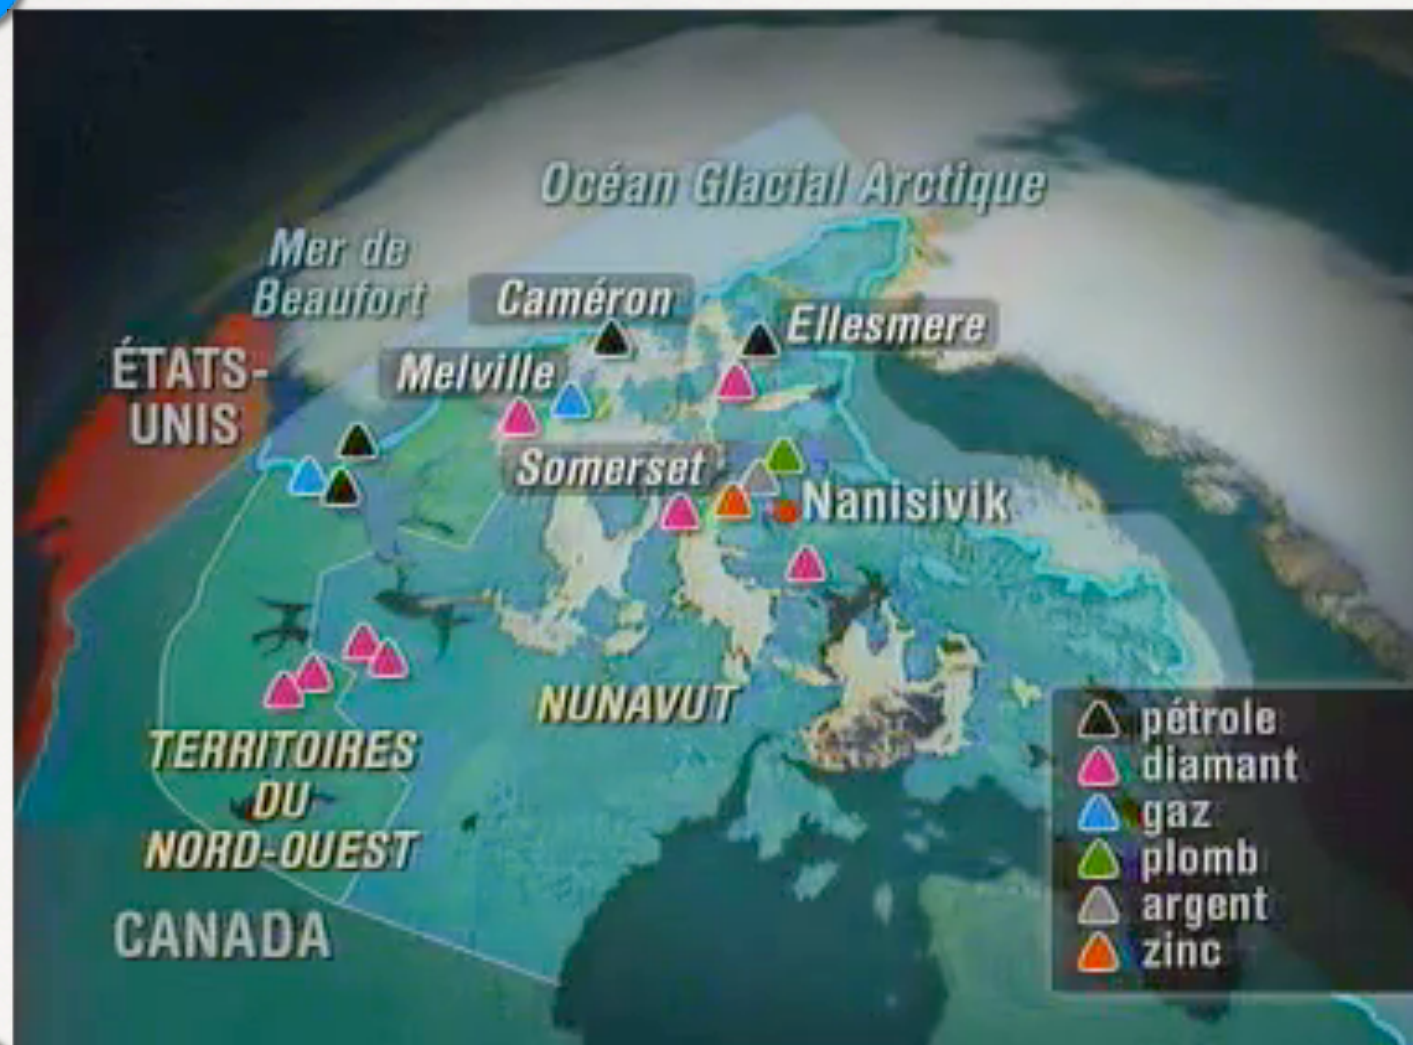 Océan Glacial Arctique
Mer de
Beaufort
Caméron
Ellesmere
ÉTATS-
UNIS
Melville
Somerset
Nanisivik
NUNAVUT
TERRITOIRES
DU
NORD-OUEST
CANADA
pétrole
diamant
gaz
plomb
argent
zinc